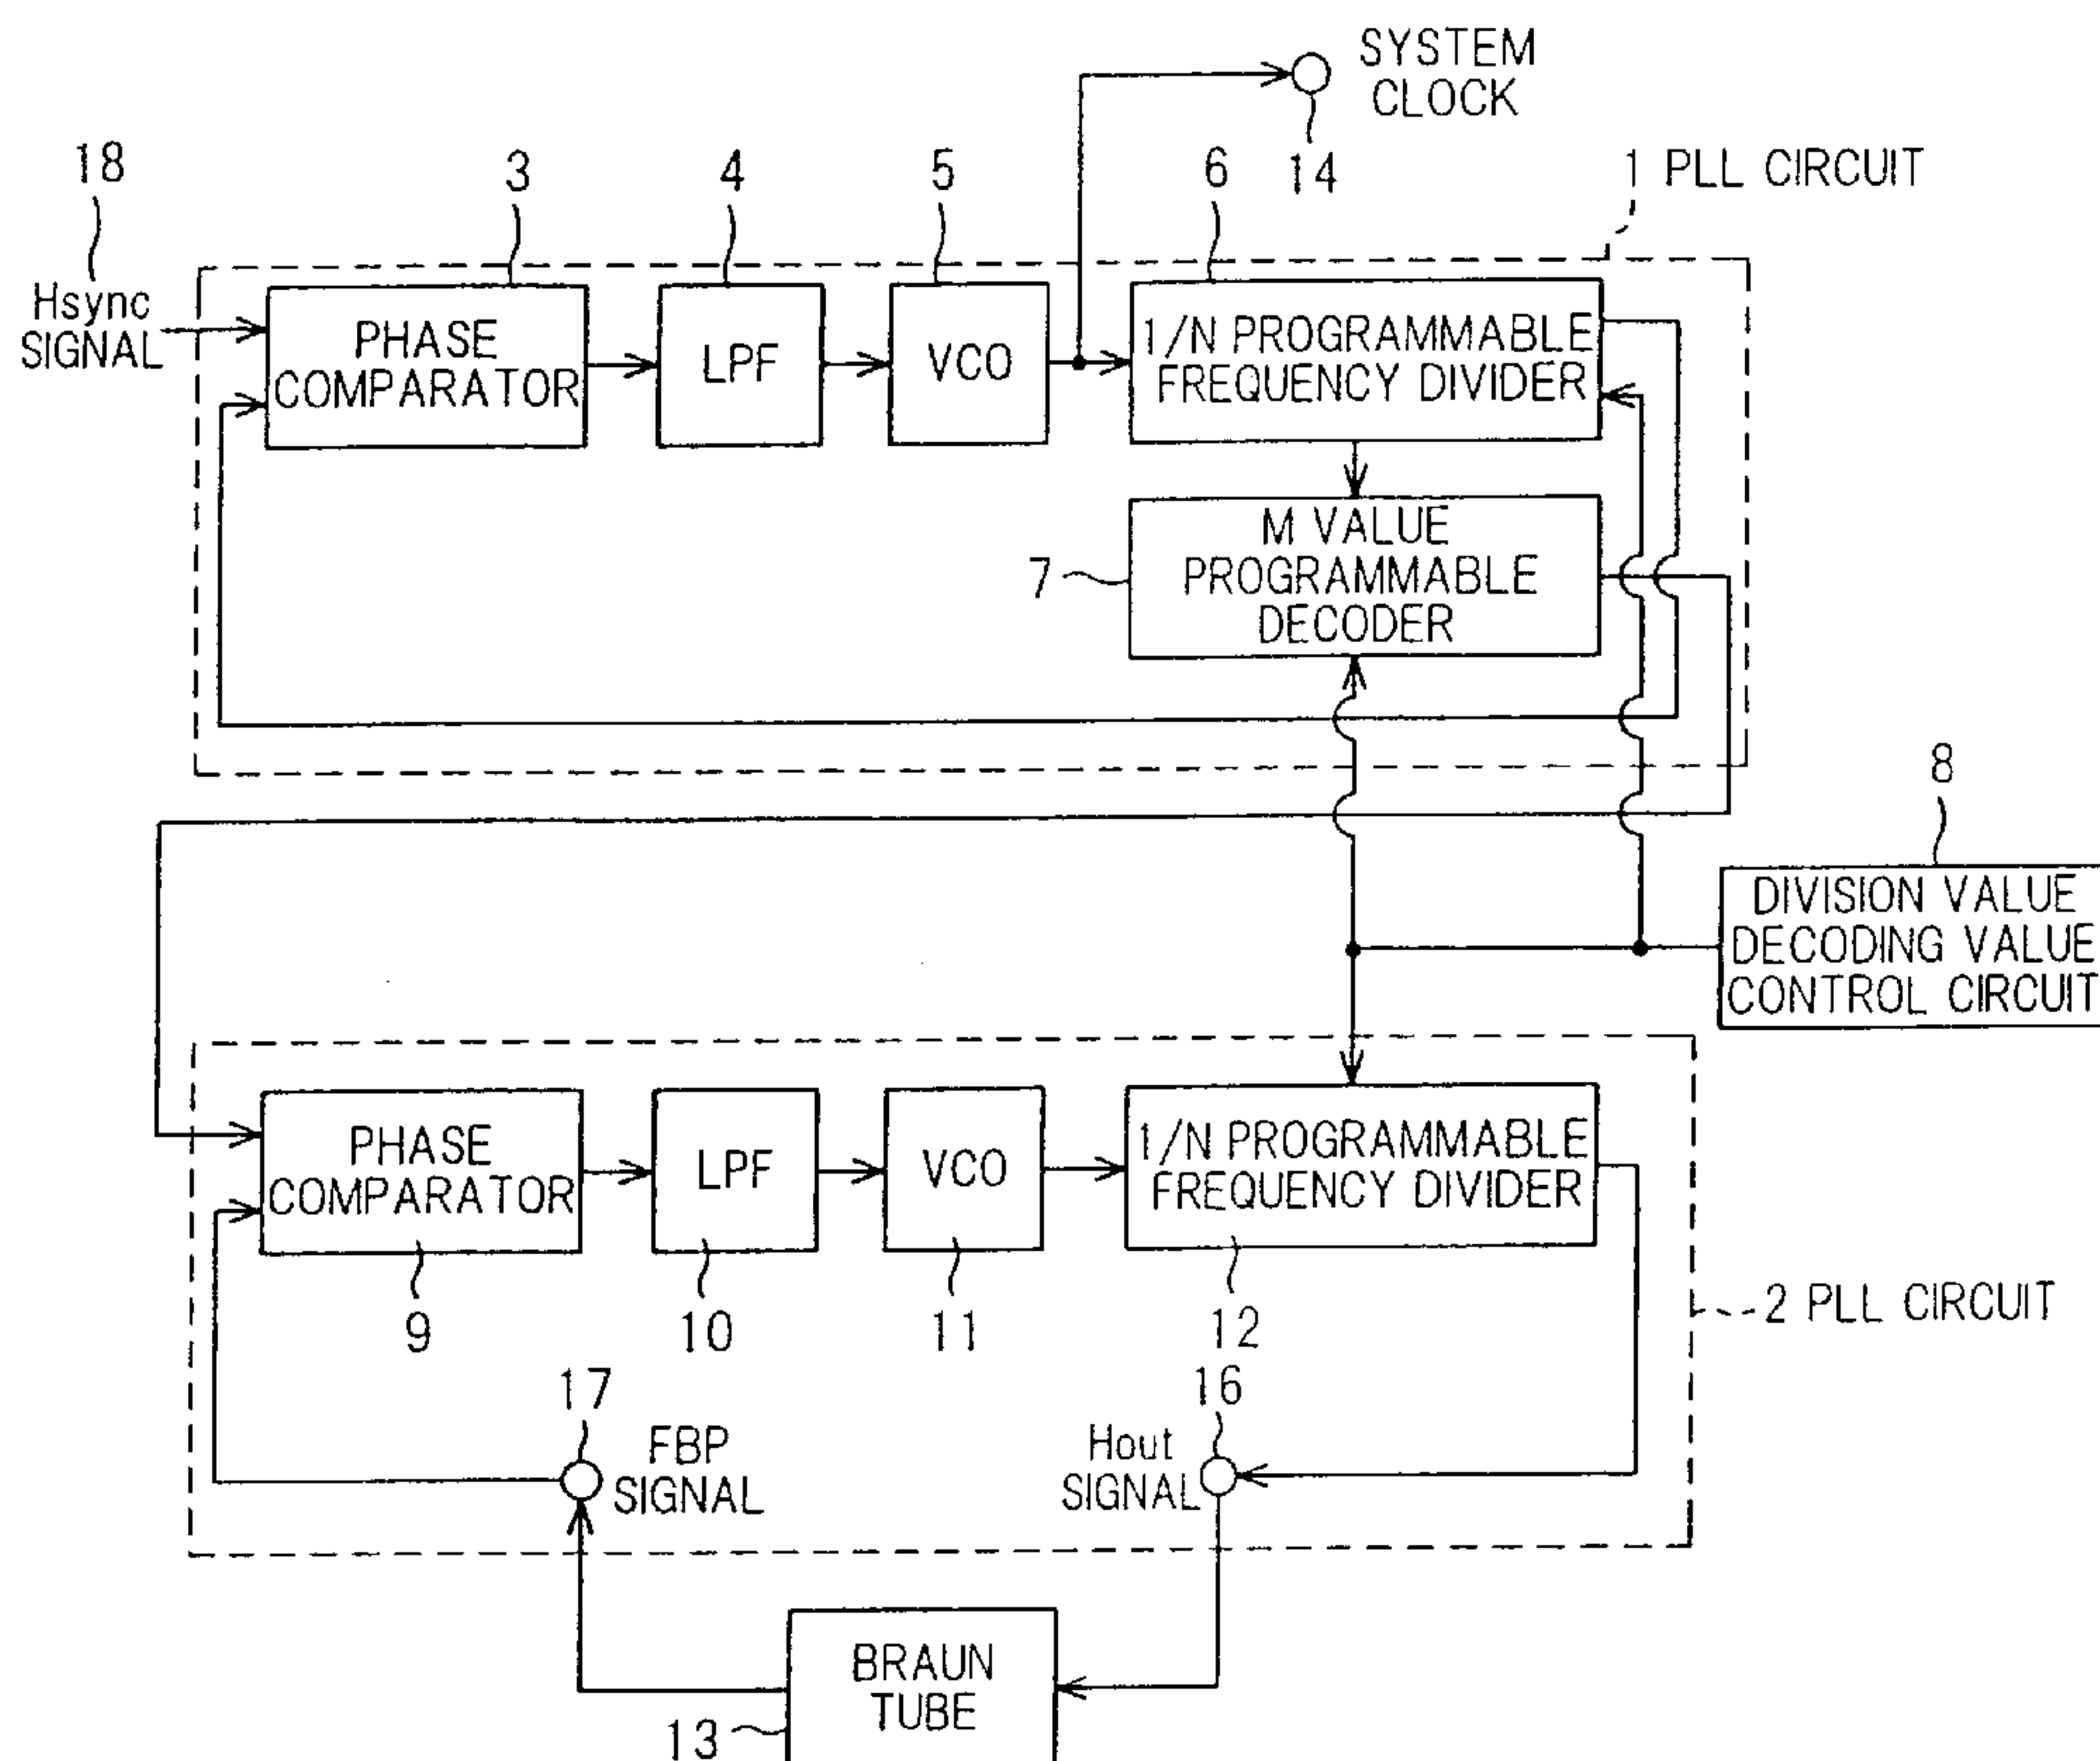 SYSTEM
CLOCK
14
18
3
4
5
6
1 PLL CIRCUIT
Hsync
SIGNAL
PHASE
COMPARATOR
LPF
VCO
1/N PROGRAMMABLE
FREQUENCY DIVIDER
7
M VALUE
PROGRAMMABLE
DECODER
8
DIVISION VALUE
DECODING VALUE
CONTROL CIRCUIT
PHASE
COMPARATOR
LPF
VCO
1/N PROGRAMMABLE
FREQUENCY DIVIDER
9
10
11
12
2 PLL CIRCUIT
17
FBP
SIGNAL
16
Hout
SIGNAL
BRAUN
TUBE
13